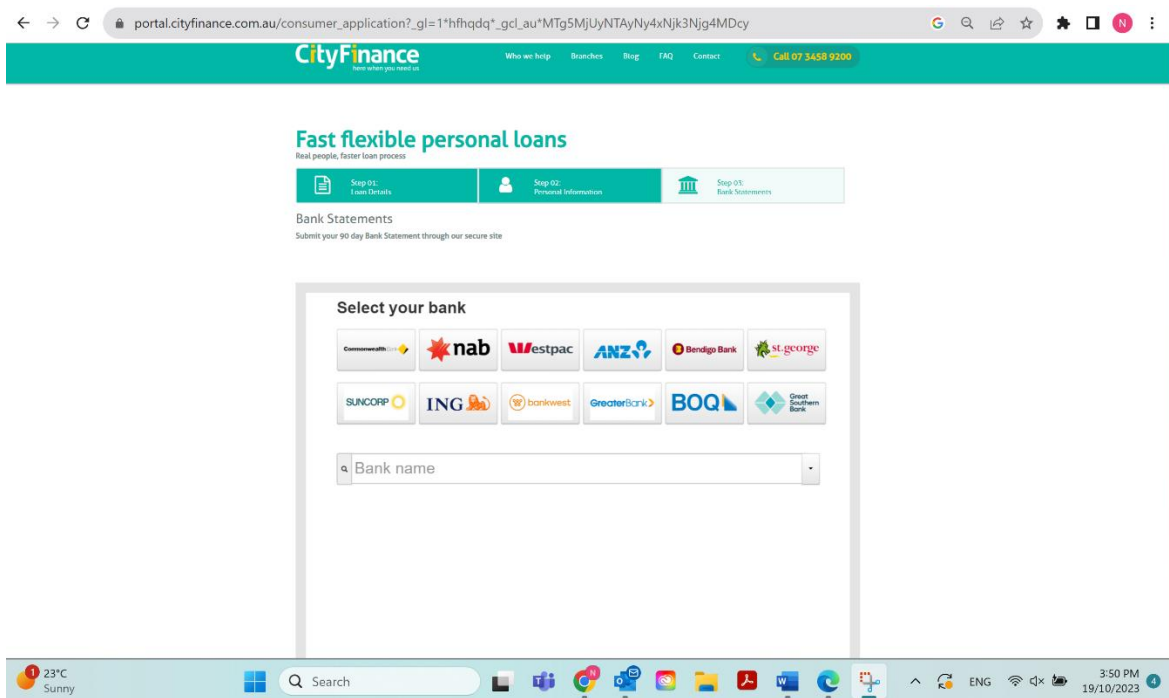 portal.cityfinance.com.au/consumer_application?_gl=1*hfhqdq*_gcl_au*MTg5MjUyNTAyNy4xNjk3Njg4MDcy
N
CityFinance
here when you need us
Who we help Branches Blog FAQ Contact Call 07 3458 9200
Fast flexible personal loans
Real people, faster loan process
Step 01:
Loan Details
Step 02:
Personal Information
Step 03:
Bank Statements
Bank Statements
Submit your 90 day Bank Statement through our secure site
Select your bank
CommonwealthBank nab Westpac ANZ Bendigo Bank st.george
SUNCORP ING bankwest GreaterBank BOQ Great Southern Bank
Bank name
1
23°C
Sunny
Search
N
ENG
3:50 PM
19/10/2023
4